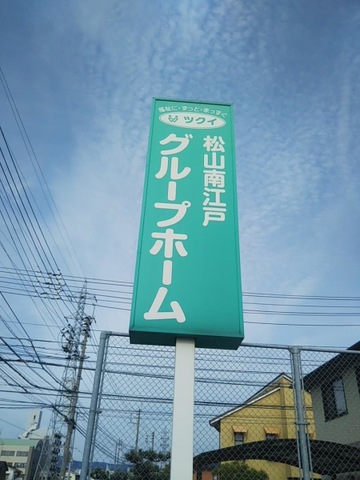 福祉に・ずっと・まっすぐ
ツクイ
松山南江戸
グループホーム